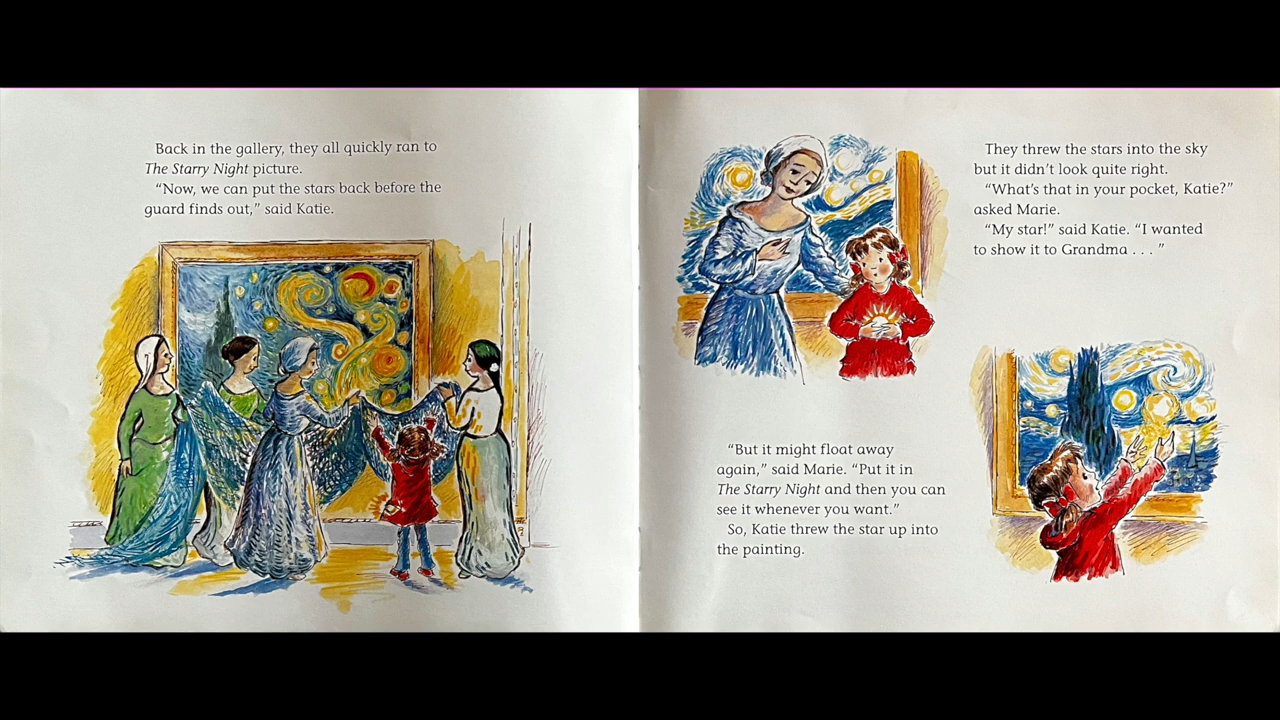 Back in the gallery, they all quickly ran to
The Starry Night picture.
“Now, we can put the stars back before the
guard finds out,” said Katie.
They threw the stars into the sky
but it didn’t look quite right.
“What’s that in your pocket, Katie?”
asked Marie.
“My star!” said Katie. “I wanted
to show it to Grandma . . .”
“But it might float away
again,” said Marie. “Put it in
The Starry Night and then you can
see it whenever you want.”
So, Katie threw the star up into
the painting.